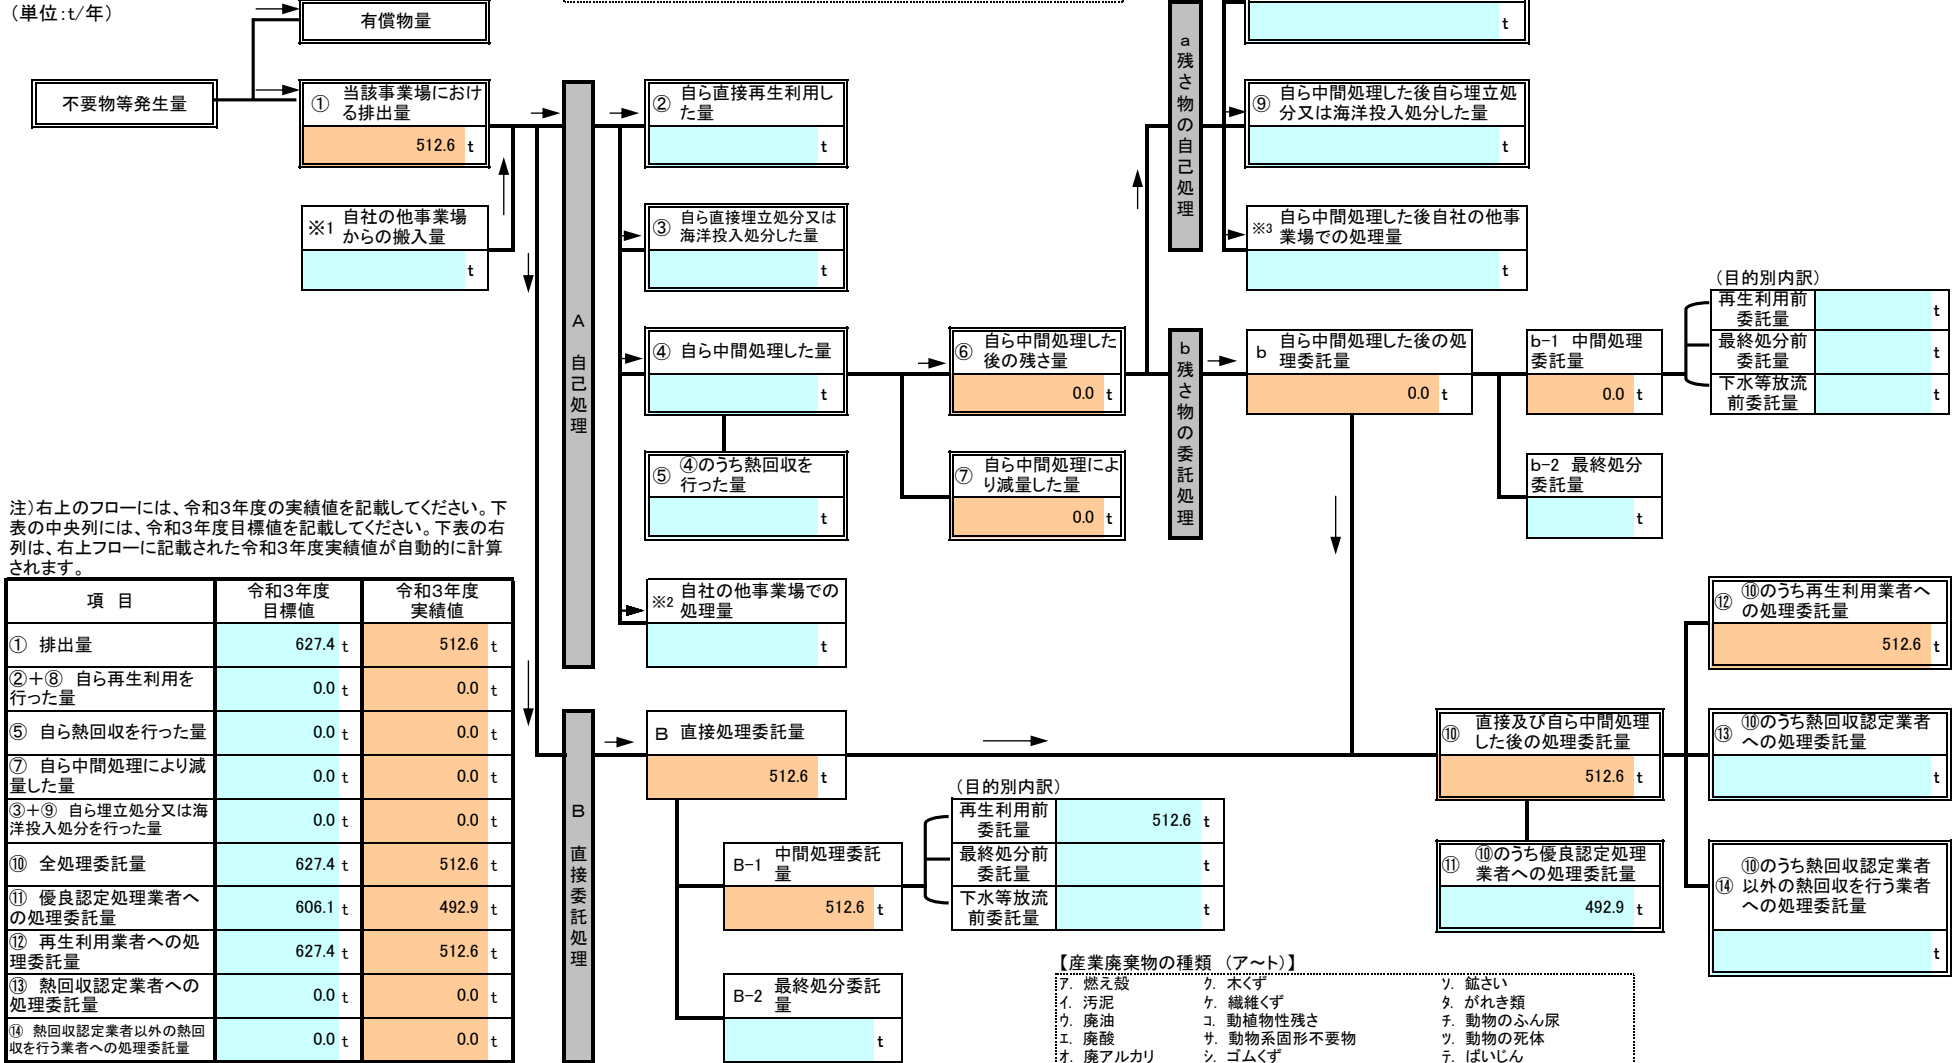 （単位：t/年）
有償物量
不要物等発生量
① 当該事業場におけ
る排出量
512.6 t
※1 自社の他事業場
からの搬入量
t
A
自己処理
② 自ら直接再生利用し
た量
t
③ 自ら直接埋立処分又は
海洋投入処分した量
t
④ 自ら中間処理した量
t
⑤ ④のうち熱回収を
行った量
t
※2 自社の他事業場での
処理量
t
⑥ 自ら中間処理した
後の残さ量
0.0 t
⑦ 自ら中間処理によ
り減量した量
0.0 t
a
残さ物の自己処理
t
⑨ 自ら中間処理した後自ら埋立処
分又は海洋投入処分した量
t
※3 自ら中間処理した後自社の他事
業場での処理量
t
b
残さ物の委託処理
b 自ら中間処理した後の処
理委託量
0.0 t
b-1 中間処理
委託量
0.0 t
b-2 最終処分
委託量
t
（目的別内訳）
再生利用前
委託量
t
最終処分前
委託量
t
下水等放流
前委託量
t
注）右上のフローには、令和3年度の実績値を記載してください。下
表の中央列には、令和3年度目標値を記載してください。下表の右
列は、右上フローに記載された令和3年度実績値が自動的に計算
されます。
項 目 令和3年度 目標値 令和3年度 実績値
① 排出量 627.4 t 512.6 t
②＋⑧ 自ら再生利用を
行った量 0.0 t 0.0 t
⑤ 自ら熱回収を行った量 0.0 t 0.0 t
⑦ 自ら中間処理により減
量した量 0.0 t 0.0 t
③＋⑨ 自ら埋立処分又は海
洋投入処分を行った量 0.0 t 0.0 t
⑩ 全処理委託量 627.4 t 512.6 t
⑪ 優良認定処理業者へ
の処理委託量 606.1 t 492.9 t
⑫ 再生利用業者への処
理委託量 627.4 t 512.6 t
⑬ 熱回収認定業者への
処理委託量 0.0 t 0.0 t
⑭ 熱回収認定業者以外の熱回
収を行う業者への処理委託量 0.0 t 0.0 t
B
直接委託処理
B 直接処理委託量
512.6 t
B-1 中間処理委託
量
512.6 t
B-2 最終処分委託
量
t
（目的別内訳）
再生利用前
委託量
512.6 t
最終処分前
委託量
t
下水等放流
前委託量
t
⑩ 直接及び自ら中間処理
した後の処理委託量
512.6 t
⑪ ⑩のうち優良認定処理
業者への処理委託量
492.9 t
⑫ ⑩のうち再生利用業者へ
の処理委託量
512.6 t
⑬ ⑩のうち熱回収認定業者
への処理委託量
t
⑭ ⑩のうち熱回収認定業者
以外の熱回収を行う業者
への処理委託量
t
【産業廃棄物の種類 （ア～ト）】
ア. 燃え殻 ク. 木くず ソ. 鉱さい
イ. 汚泥 ケ. 繊維くず タ. がれき類
ウ. 廃油 コ. 動植物性残さ チ. 動物のふん尿
エ. 廃酸 サ. 動物系固形不要物 ツ. 動物の死体
オ. 廃アルカリ シ. ゴムくず テ. ばいじん